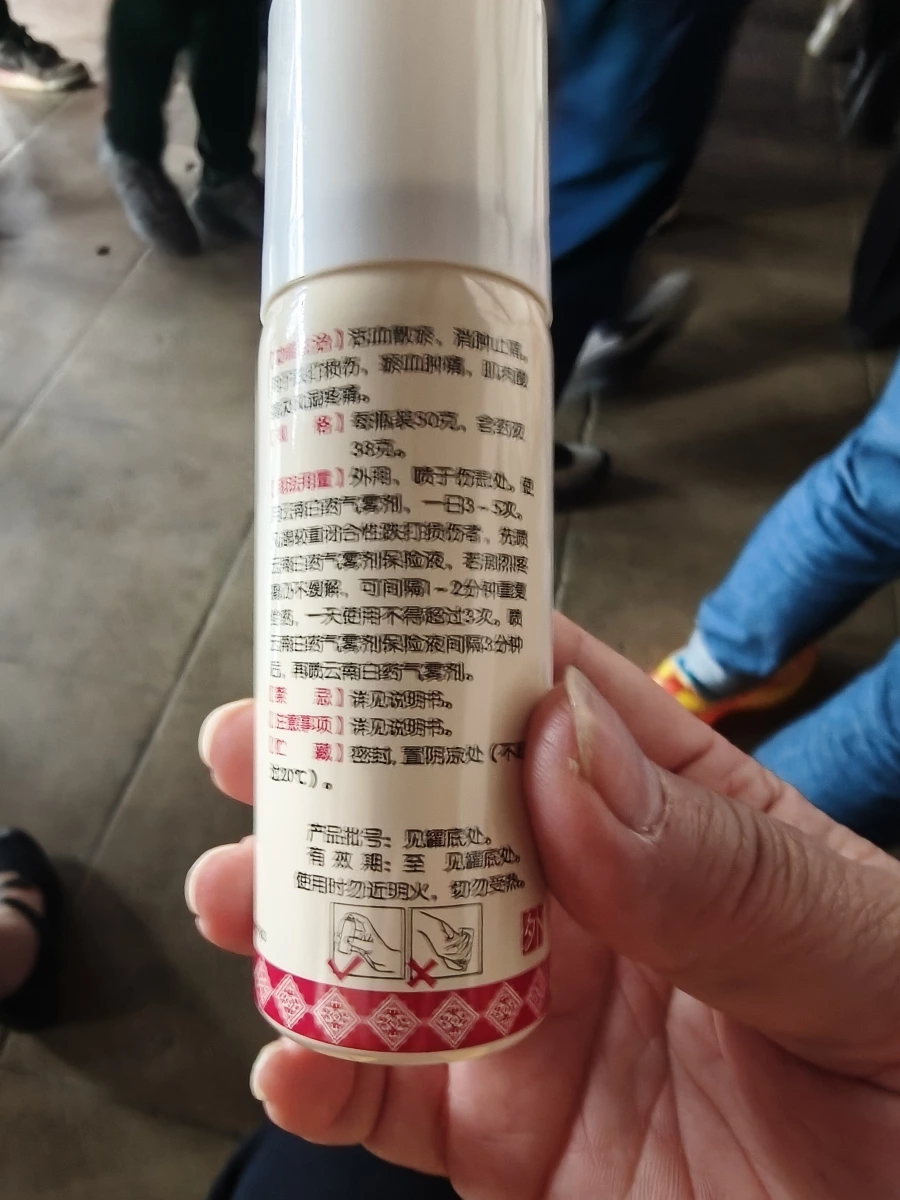 【功能主治】活血散瘀、消肿止痛。
用于跌打损伤、瘀血肿痛、肌肉酸
痛及风湿疼痛。
【规 格】每瓶装30克、含药液
38克。
【用法用量】外用、喷于伤患处。使
用云南白药气雾剂、一日3~5次。
凡遇较重闭合性跌打损伤者、先喷
云南白药气雾剂保险液、若剧烈疼
痛仍不缓解、可间隔1~2分钟重复
给药、一天使用不得超过3次。喷
云南白药气雾剂保险液间隔3分钟
后、再喷云南白药气雾剂。
【禁 忌】详见说明书。
【注意事项】详见说明书。
【贮 藏】密封,置阴凉处(不
过20℃)。
产品批号: 见罐底处。
有 效 期: 至 见罐底处。
使用时勿近明火、切勿受热。
外